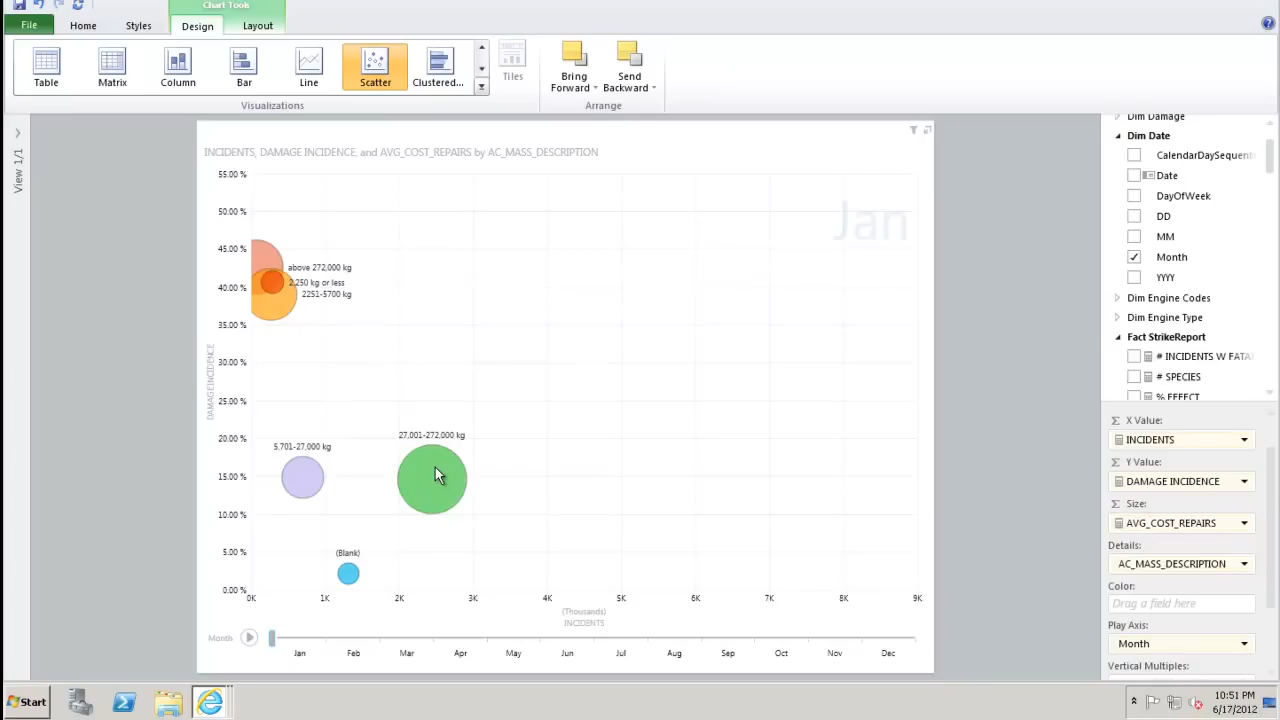 Chart Tools
File
Home
Styles
Design
Layout
Table
Matrix
Column
Bar
Line
Scatter
Clustered...
Tiles
Bring Forward
Send Backward
Visualizations
Arrange
View 1/1
INCIDENTS, DAMAGE INCIDENCE, and AVG_COST_REPAIRS by AC_MASS_DESCRIPTION
Jan
55.00 %
50.00 %
45.00 %
40.00 %
35.00 %
30.00 %
25.00 %
20.00 %
15.00 %
10.00 %
5.00 %
0.00 %
DAMAGE INCIDENCE
above 272,000 kg
2,250 kg or less
2251-5700 kg
27,001-272,000 kg
5,701-27,000 kg
(Blank)
0K 1K 2K 3K 4K 5K 6K 7K 8K 9K
(Thousands)
INCIDENTS
Month
Jan Feb Mar Apr May Jun Jul Aug Sep Oct Nov Dec
Dim Damage
Dim Date
CalendarDaySequent
Date
DayOfWeek
DD
MM
Month
YYYY
Dim Engine Codes
Dim Engine Type
Fact StrikeReport
# INCIDENTS W FATA
# SPECIES
% EFFECT
Σ X Value:
INCIDENTS
Σ Y Value:
DAMAGE INCIDENCE
Σ Size:
AVG_COST_REPAIRS
Details:
AC_MASS_DESCRIPTION
Color:
Drag a field here
Play Axis:
Month
Vertical Multiples:
Start
10:51 PM
6/17/2012